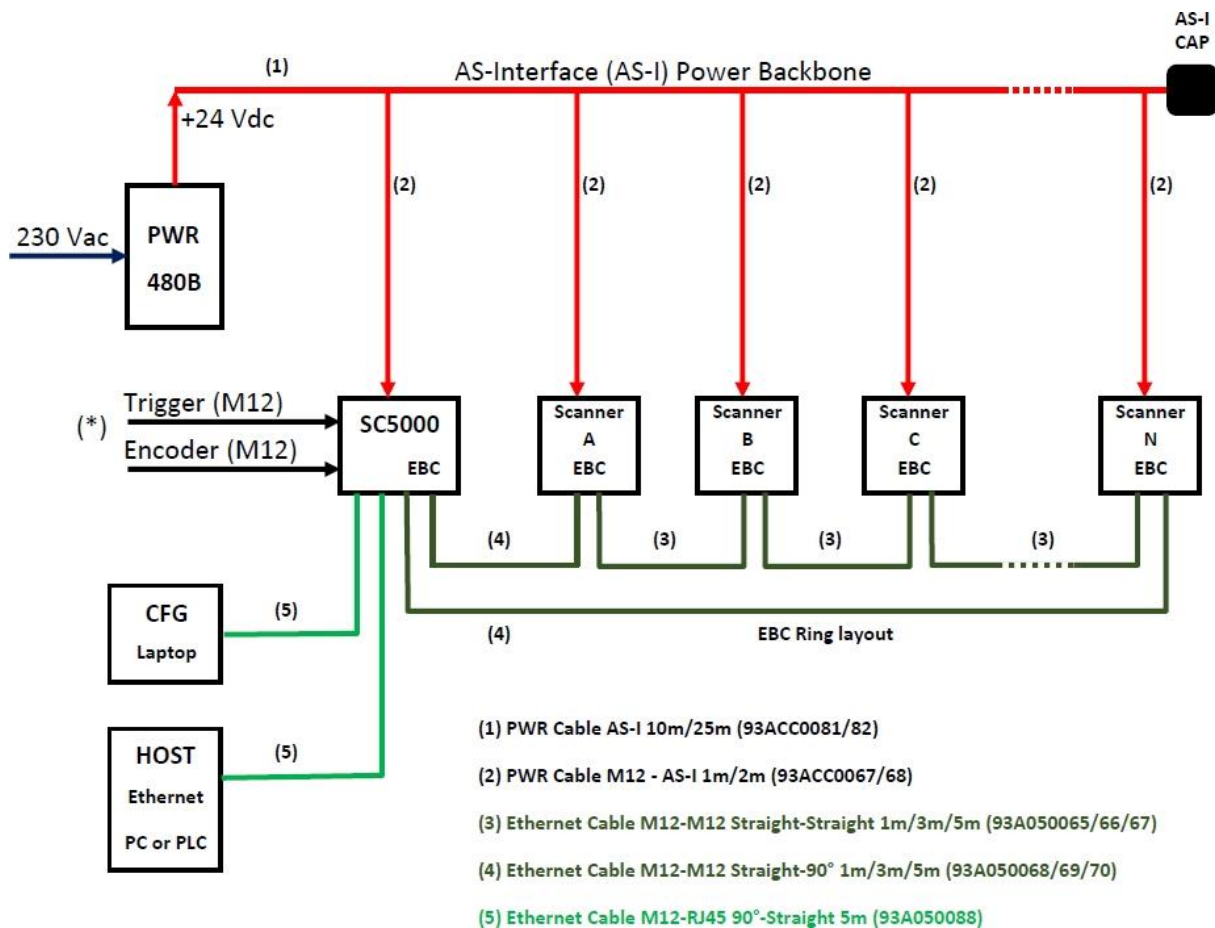 AS-I
CAP
(1)
AS-Interface (AS-I) Power Backbone
+24 Vdc
(2)
(2)
(2)
(2)
(2)
230 Vac
PWR
480B
(*)
Trigger (M12)
Encoder (M12)
SC5000
EBC
Scanner
A
EBC
Scanner
B
EBC
Scanner
C
EBC
Scanner
N
EBC
(4)
(3)
(3)
(3)
(4)
EBC Ring layout
CFG
Laptop
(5)
HOST
Ethernet
PC or PLC
(5)
(1) PWR Cable AS-I 10m/25m (93ACC0081/82)
(2) PWR Cable M12 - AS-I 1m/2m (93ACC0067/68)
(3) Ethernet Cable M12-M12 Straight-Straight 1m/3m/5m (93A050065/66/67)
(4) Ethernet Cable M12-M12 Straight-90° 1m/3m/5m (93A050068/69/70)
(5) Ethernet Cable M12-RJ45 90°-Straight 5m (93A050088)